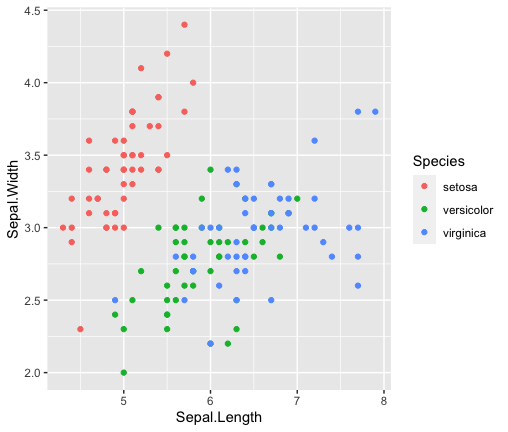 4.5
4.0
3.5
3.0
2.5
2.0
Sepal.Width
5 6 7 8
Sepal.Length
Species
setosa
versicolor
virginica